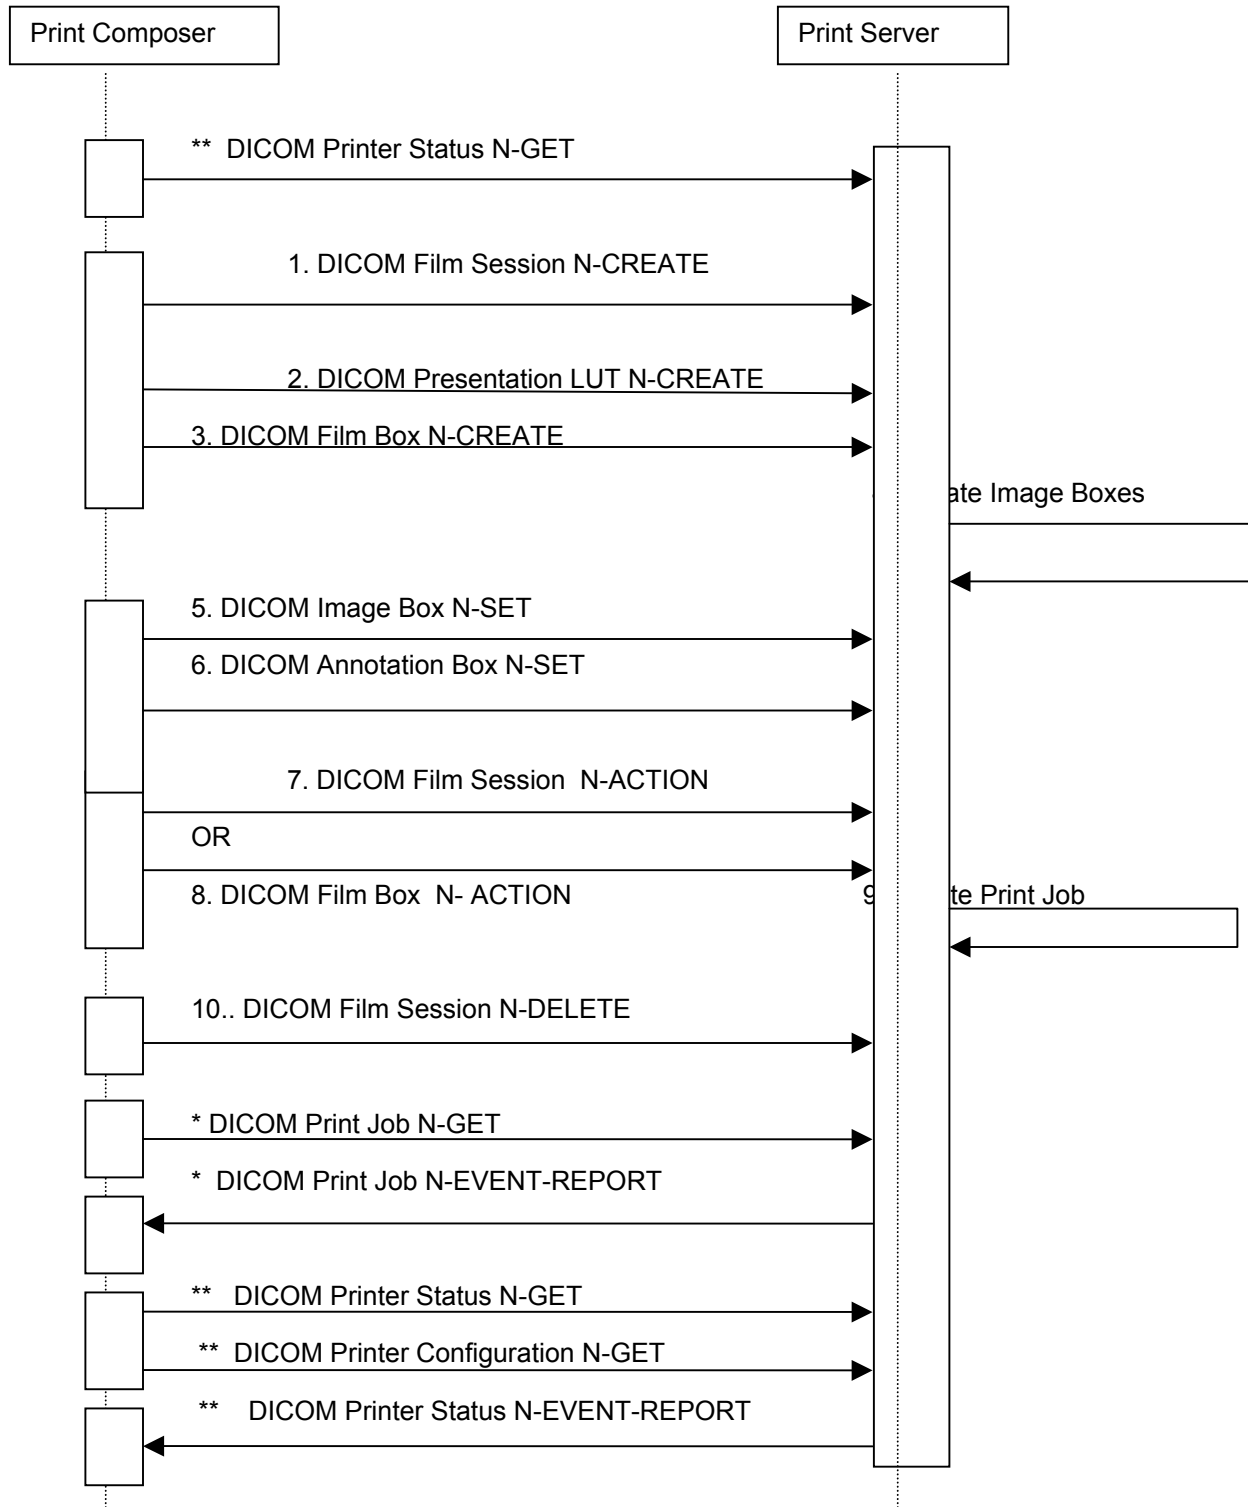 Print Composer
Print Server
** DICOM Printer Status N-GET
1. DICOM Film Session N-CREATE
2. DICOM Presentation LUT N-CREATE
3. DICOM Film Box N-CREATE
Image Boxes
5. DICOM Image Box N-SET
6. DICOM Annotation Box N-SET
7. DICOM Film Session N-ACTION
OR
8. DICOM Film Box N- ACTION
9 Print Job
10.. DICOM Film Session N-DELETE
* DICOM Print Job N-GET
* DICOM Print Job N-EVENT-REPORT
** DICOM Printer Status N-GET
** DICOM Printer Configuration N-GET
** DICOM Printer Status N-EVENT-REPORT